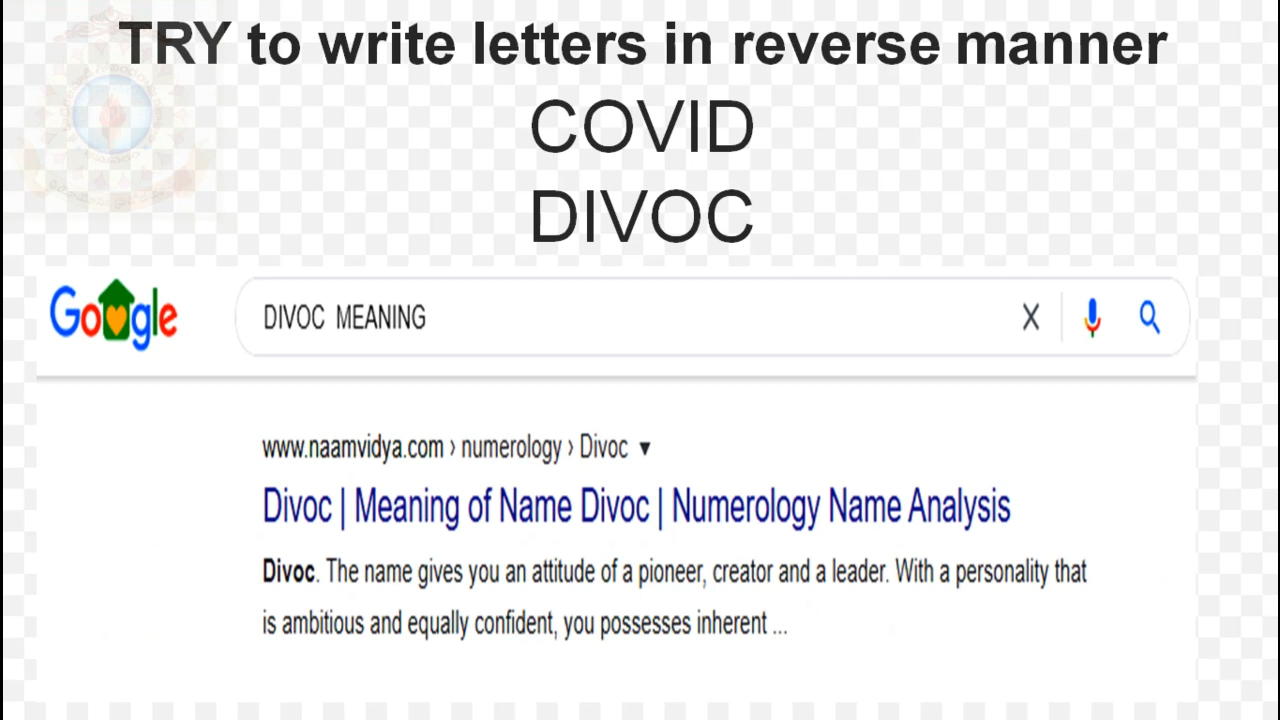 TRY to write letters in reverse manner
COVID
DIVOC
Google
DIVOC MEANING
www.naamvidya.com › numerology › Divoc ▼
Divoc | Meaning of Name Divoc | Numerology Name Analysis
Divoc. The name gives you an attitude of a pioneer, creator and a leader. With a personality that
is ambitious and equally confident, you possesses inherent ...